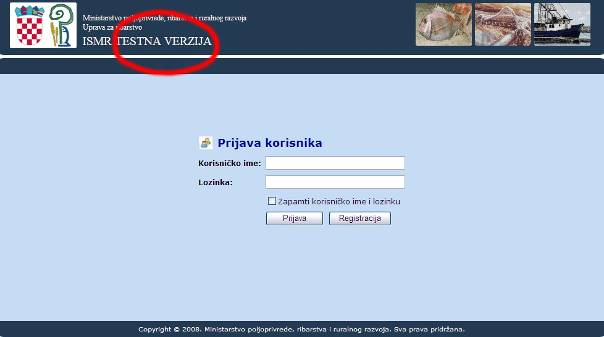 Ministarstvo poljoprivrede, ribarstva i ruralnog razvoja
Uprava za ribarstvo
ISMR TESTNA VERZIJA
Prijava korisnika
Korisničko ime:
Lozinka:
Zapamti korisničko ime i lozinku
Prijava Registracija
Copyright © 2008. Ministarstvo poljoprivrede, ribarstva i ruralnog razvoja. Sva prava pridržana.